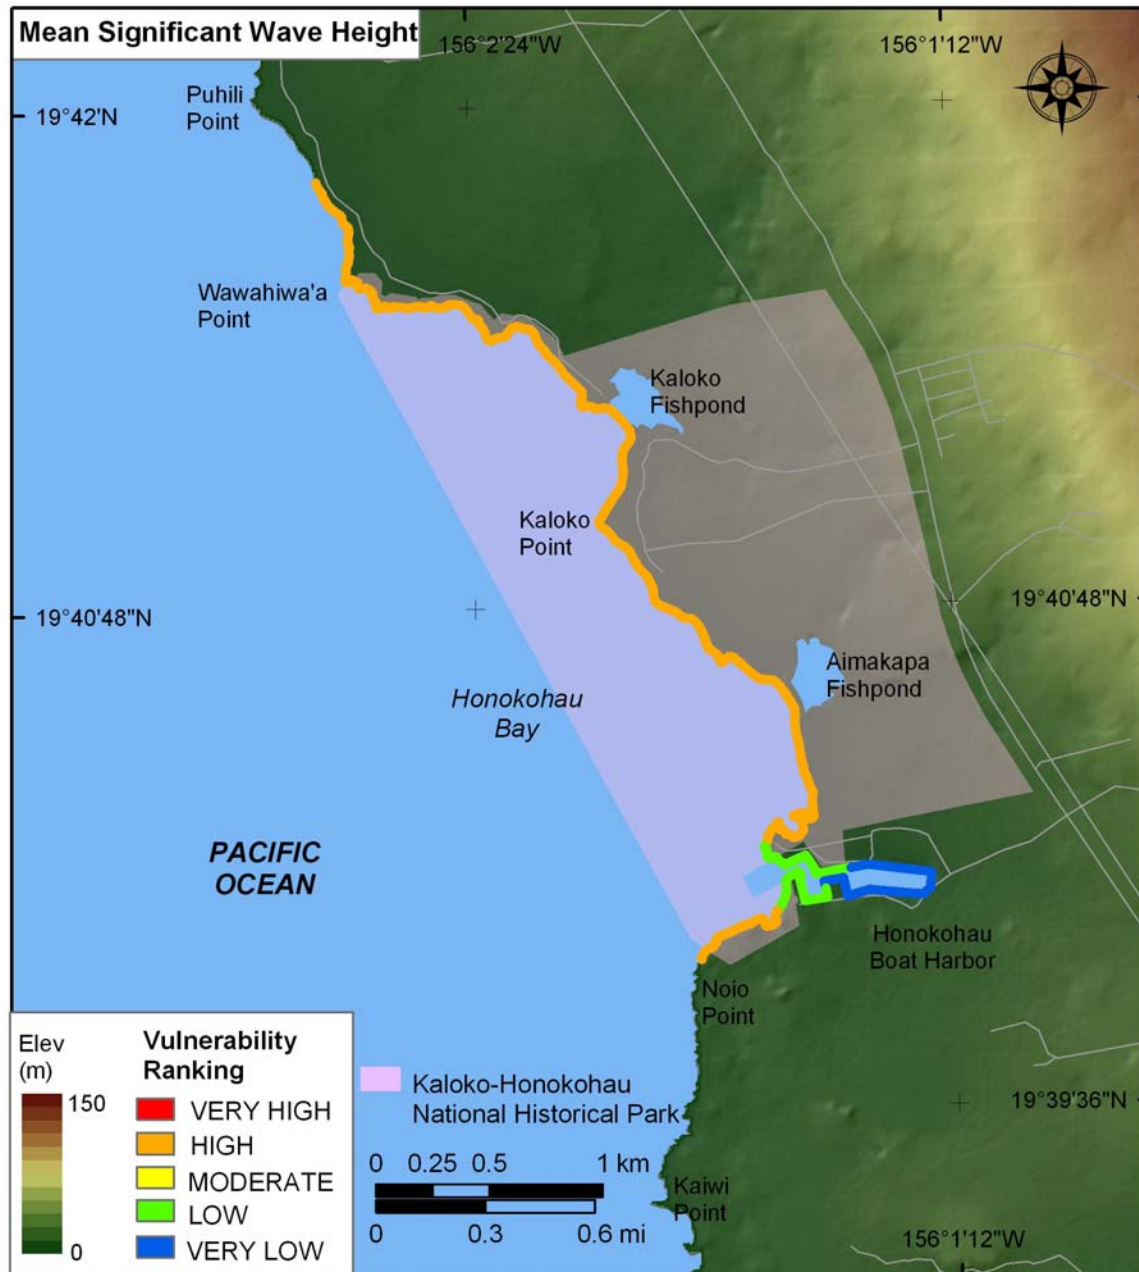 Mean Significant Wave Height
156°2'24"W
156°1'12"W
Puhili
Point
19°42'N
Wawahiwa'a
Point
Kaloko
Fishpond
Kaloko
Point
19°40'48"N
19°40'48"N
Aimakapa
Fishpond
Honokohau
Bay
PACIFIC
OCEAN
Honokohau
Boat Harbor
Noio
Point
Elev
(m)
150
0
Vulnerability
Ranking
VERY HIGH
HIGH
MODERATE
LOW
VERY LOW
Kaloko-Honokohau
National Historical Park
0 0.25 0.5 1 km
0 0.3 0.6 mi
19°39'36"N
Kaiwi
Point
156°1'12"W